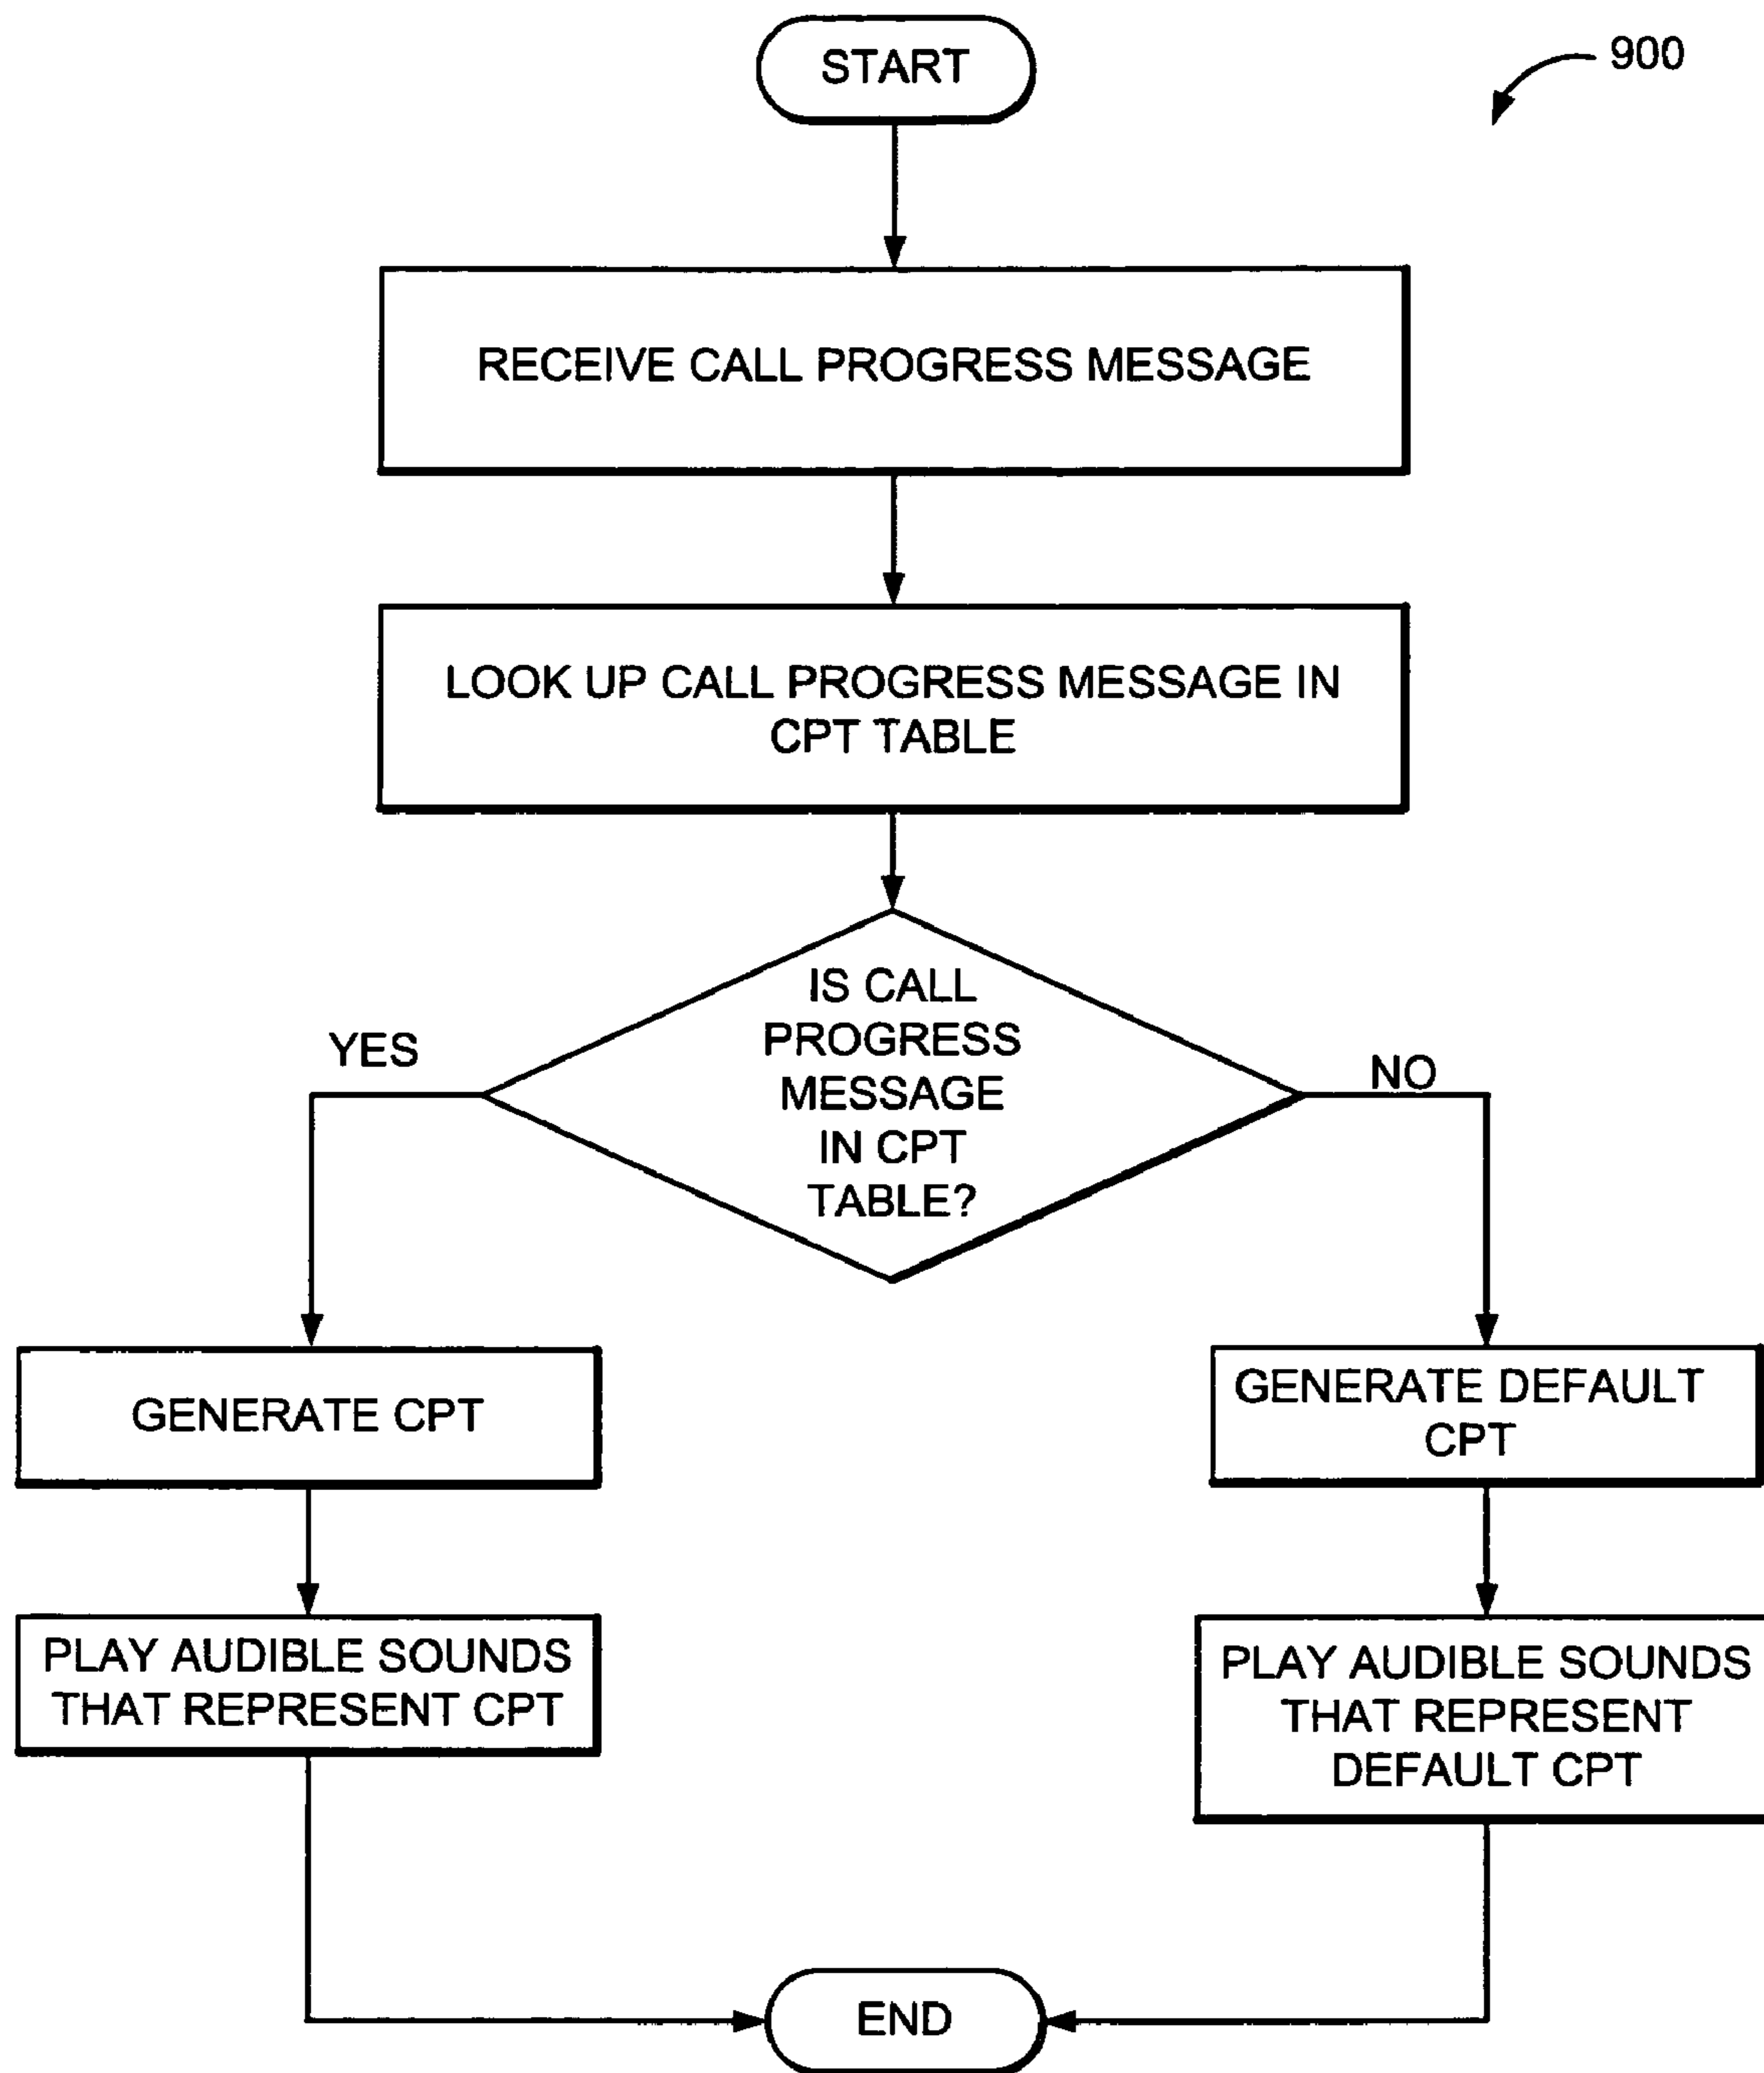 START
900
RECEIVE CALL PROGRESS MESSAGE
LOOK UP CALL PROGRESS MESSAGE IN
CPT TABLE
IS CALL
PROGRESS
MESSAGE
IN CPT
TABLE?
YES
NO
GENERATE CPT
GENERATE DEFAULT
CPT
PLAY AUDIBLE SOUNDS
THAT REPRESENT CPT
PLAY AUDIBLE SOUNDS
THAT REPRESENT
DEFAULT CPT
END